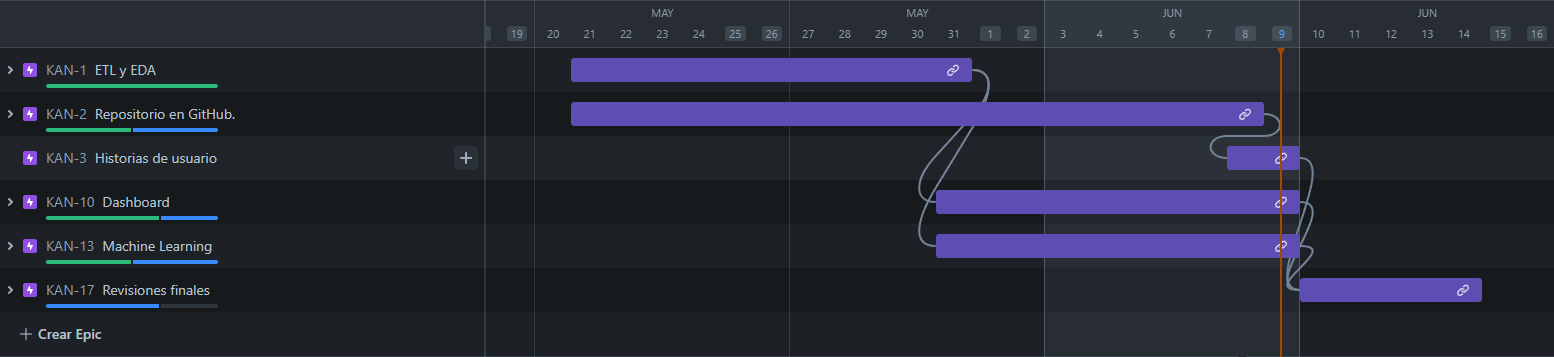 MAY MAY JUN JUN
19 20 21 22 23 24 25 26 27 28 29 30 31 1 2 3 4 5 6 7 8 9 10 11 12 13 14 15 16
KAN-1 ETL y EDA
KAN-2 Repositorio en GitHub.
KAN-3 Historias de usuario
KAN-10 Dashboard
KAN-13 Machine Learning
KAN-17 Revisiones finales
+ Crear Epic